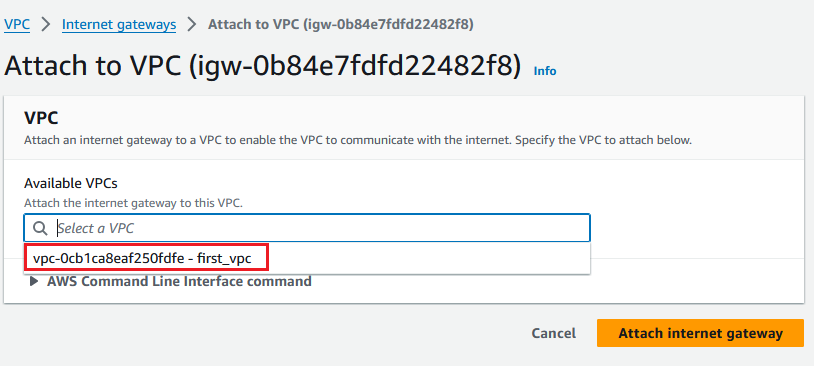 VPC > Internet gateways > Attach to VPC (igw-0b84e7fdfd22482f8)
Attach to VPC (igw-0b84e7fdfd22482f8) Info
VPC
Attach an internet gateway to a VPC to enable the VPC to communicate with the internet. Specify the VPC to attach below.
Available VPCs
Attach the internet gateway to this VPC.
Select a VPC
vpc-0cb1ca8eaf250fdfe - first_vpc
AWS Command Line Interface command
Cancel Attach internet gateway